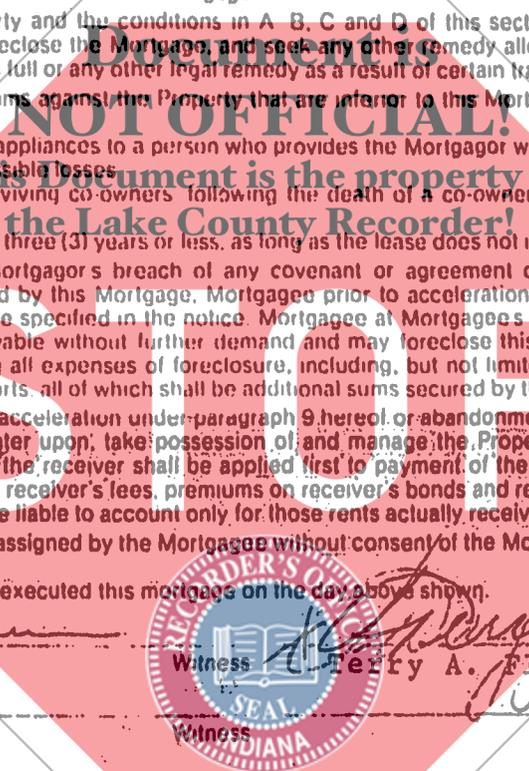 ty and the conditions in A B, C and D of this sect
eclose the Mortgage, and seek any other remedy all
Document is
full or any other legal remedy as a result of certain tra
ms against the Property that are inferior to this Mort
NOT OFFICIAL!
appliances to a person who provides the Mortgagor w
ssible losses
is Document is the property
viving co-owners following the death of a co-owne
the Lake County Recorder!
three (3) years or less, as long as the lease does not
ortgagors breach of any covenant or agreement
d by this Mortgage, Mortgagee prior to acceleration
e specified in the notice. Mortgagee at Mortgagees
yable without further demand and may foreclose this
all expenses of foreclosure, including, but not limit
rts, all of which shall be additional sums secured by t
STOP
acceleration under paragraph 9 hereof or abandonm
ter upon, take possession of and manage the Prop
the receiver shall be applied first to payment of the
receiver's fees, premiums on receiver's bonds and re
e liable to account only for those rents actually receiv
assigned by the Mortgagee without consent of the Mo
executed this mortgage on the day above shown.
RECORDER'S OFFICE
Witness
Terry A. F
SEAL
Witness
INDIANA